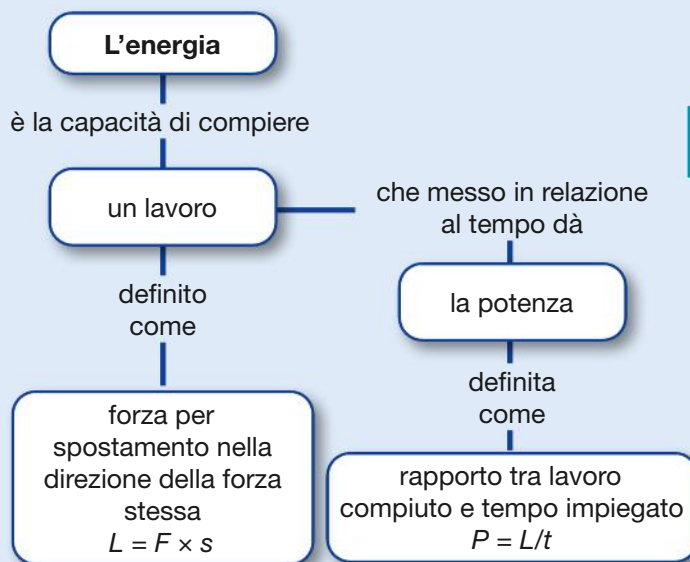 L'energia
è la capacità di compiere
un lavoro
definito
come
forza per
spostamento nella
direzione della forza
stessa
L = F × s
che messo in relazione
al tempo dà
la potenza
definita
come
rapporto tra lavoro
compiuto e tempo impiegato
P = L/t